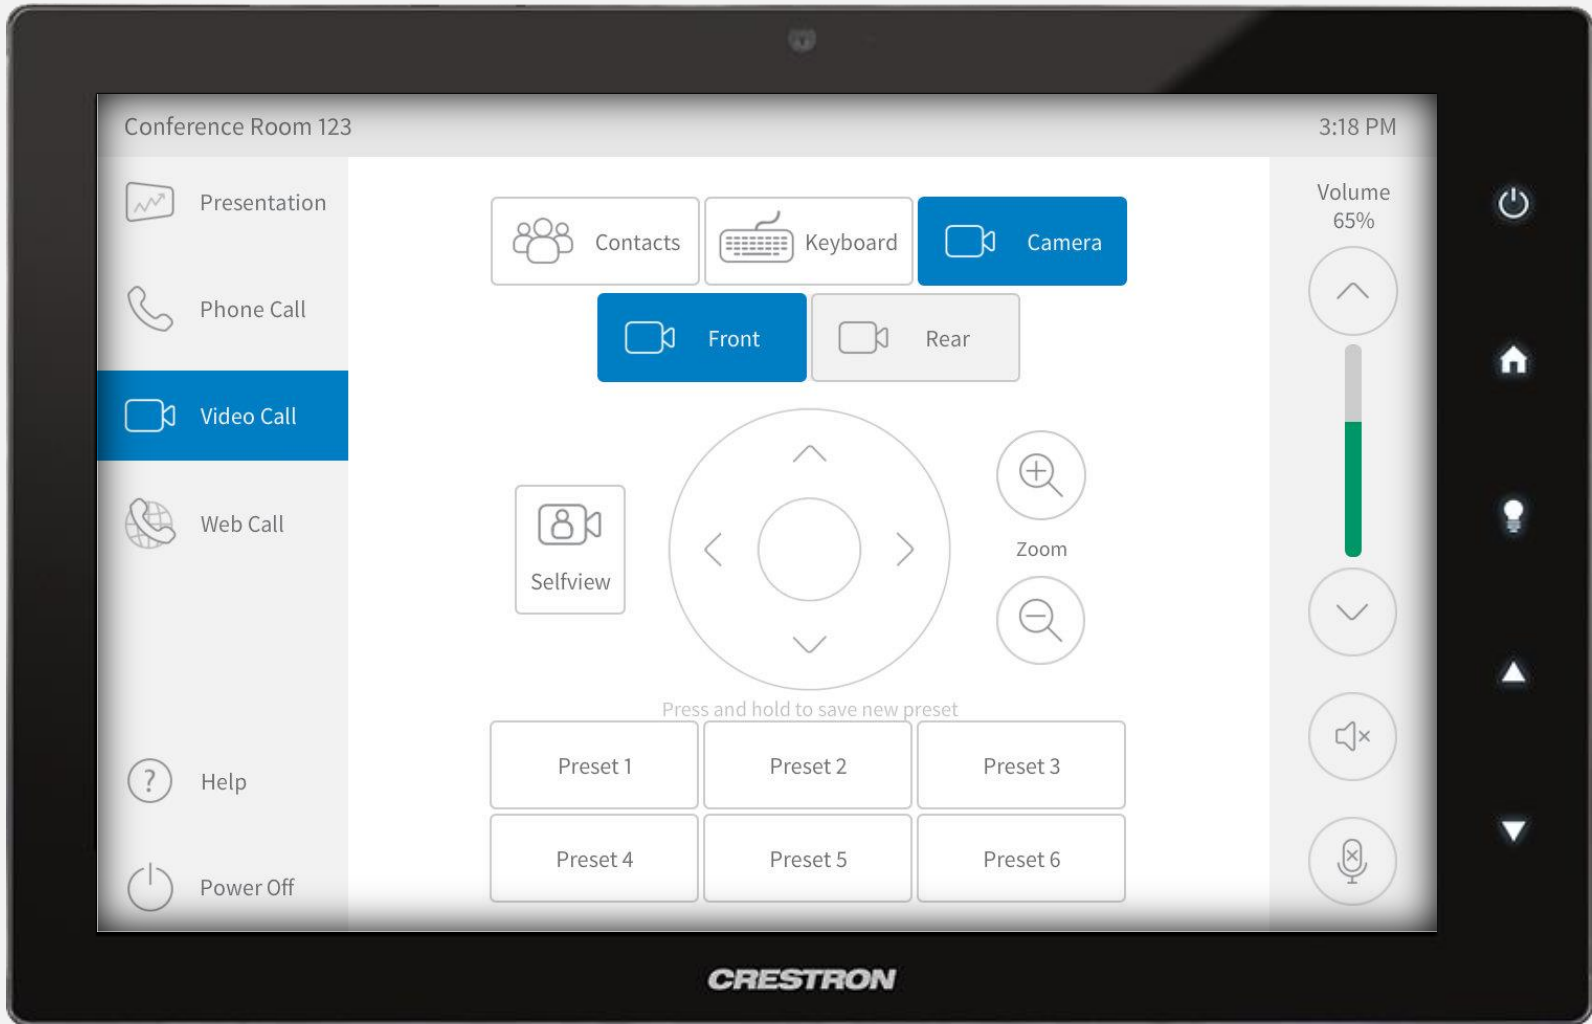 Conference Room 123
3:18 PM
Presentation
Phone Call
Video Call
Web Call
Help
Power Off
Contacts
Keyboard
Camera
Front
Rear
Selfview
Zoom
Press and hold to save new preset
Preset 1
Preset 2
Preset 3
Preset 4
Preset 5
Preset 6
Volume
65%
CRESTRON